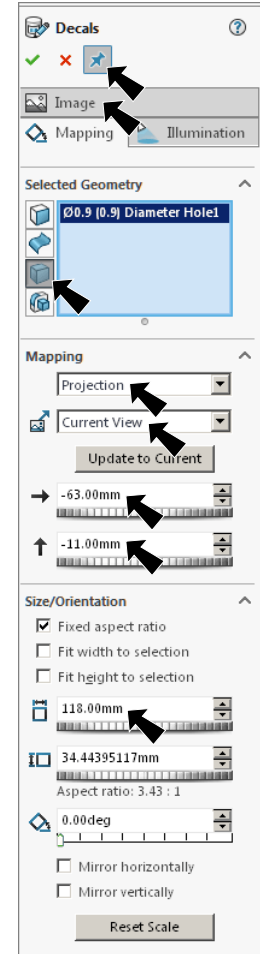 Decals
Image
Mapping
Illumination
Selected Geometry
Ø0.9 (0.9) Diameter Hole1
Mapping
Projection
Current View
Update to Current
-63.00mm
-11.00mm
Size/Orientation
Fixed aspect ratio
Fit width to selection
Fit height to selection
118.00mm
34.44395117mm
Aspect ratio: 3.43 : 1
0.00deg
Mirror horizontally
Mirror vertically
Reset Scale